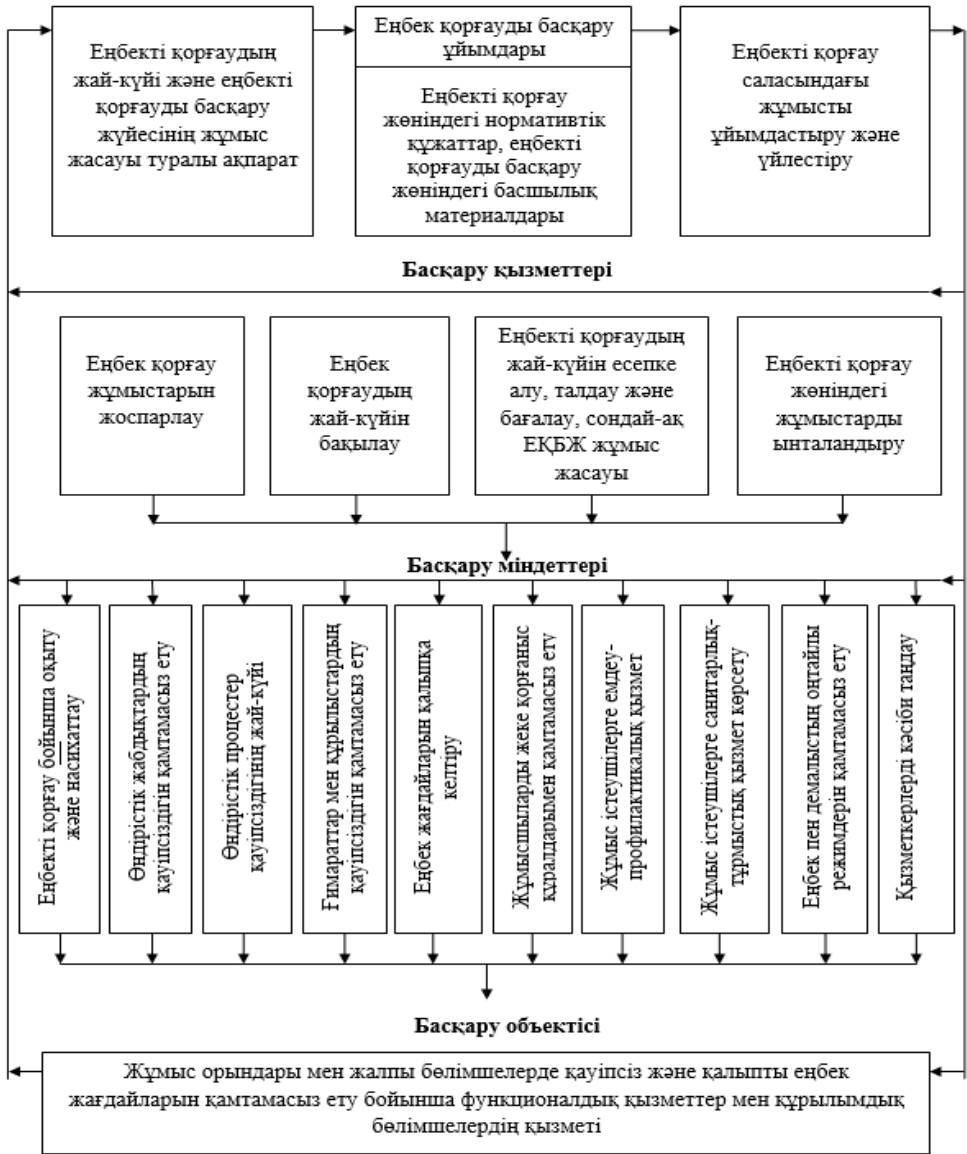 Еңбекті қорғаудың
жай-күйі және еңбекті
қорғауды басқару
жүйесінің жұмыс
жасауы туралы ақпарат
Еңбек қорғауды басқару
ұйымдары
Еңбекті қорғау
жөніндегі нормативтік
құжаттар, еңбекті
қорғауды басқару
жөніндегі басшылық
материалдары
Еңбекті қорғау
саласындағы
жұмысты
ұйымдастыру және
үйлестіру
Басқару қызметтері
Еңбек қорғау
жұмыстарын
жоспарлау
Еңбек
қорғаудың
жай-күйін
бақылау
Еңбекті қорғаудың
жай-күйін есепке
алу, талдау және
бағалау, сондай-ақ
ЕҚБЖ жұмыс
жасауы
Еңбекті қорғау
жөніндегі
жұмыстарды
ынталандыру
Басқару міндеттері
Еңбекті қорғау бойынша оқыту
және насихаттау
Өндірістік жабдықтардың
қауіпсіздігін қамтамасыз ету
Өндірістік процестер
қауіпсіздігінің жай-күйі
Ғимараттар мен құрылыстардың
қауіпсіздігін қамтамасыз ету
Еңбек жағдайларын қалыпқа
келтіру
Жұмысшыларды жеке қорғаныс
құралдарымен қамтамасыз ету
Жұмыс істеушілерге емдеу-
профилактикалық қызмет
Жұмыс істеушілерге санитарлық-
тұрмыстық қызмет көрсету
Еңбек пен демалыстың оңтайлы
режимдерін қамтамасыз ету
Қызметкерлерді кәсіби таңдау
Басқару объектісі
Жұмыс орындары мен жалпы бөлімшелерде қауіпсіз және қалыпты еңбек
жағдайларын қамтамасыз ету бойынша функционалдық қызметтер мен құрылымдық
бөлімшелердің қызметі